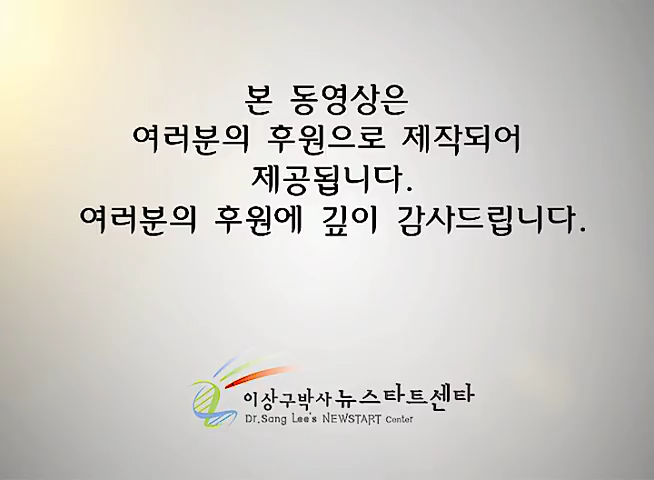 본 동영상은
여러분의 후원으로 제작되어
제공됩니다.
여러분의 후원에 깊이 감사드립니다.
이상구박사 뉴스타트센타
Dr.Sang Lee's NEWSTART Center